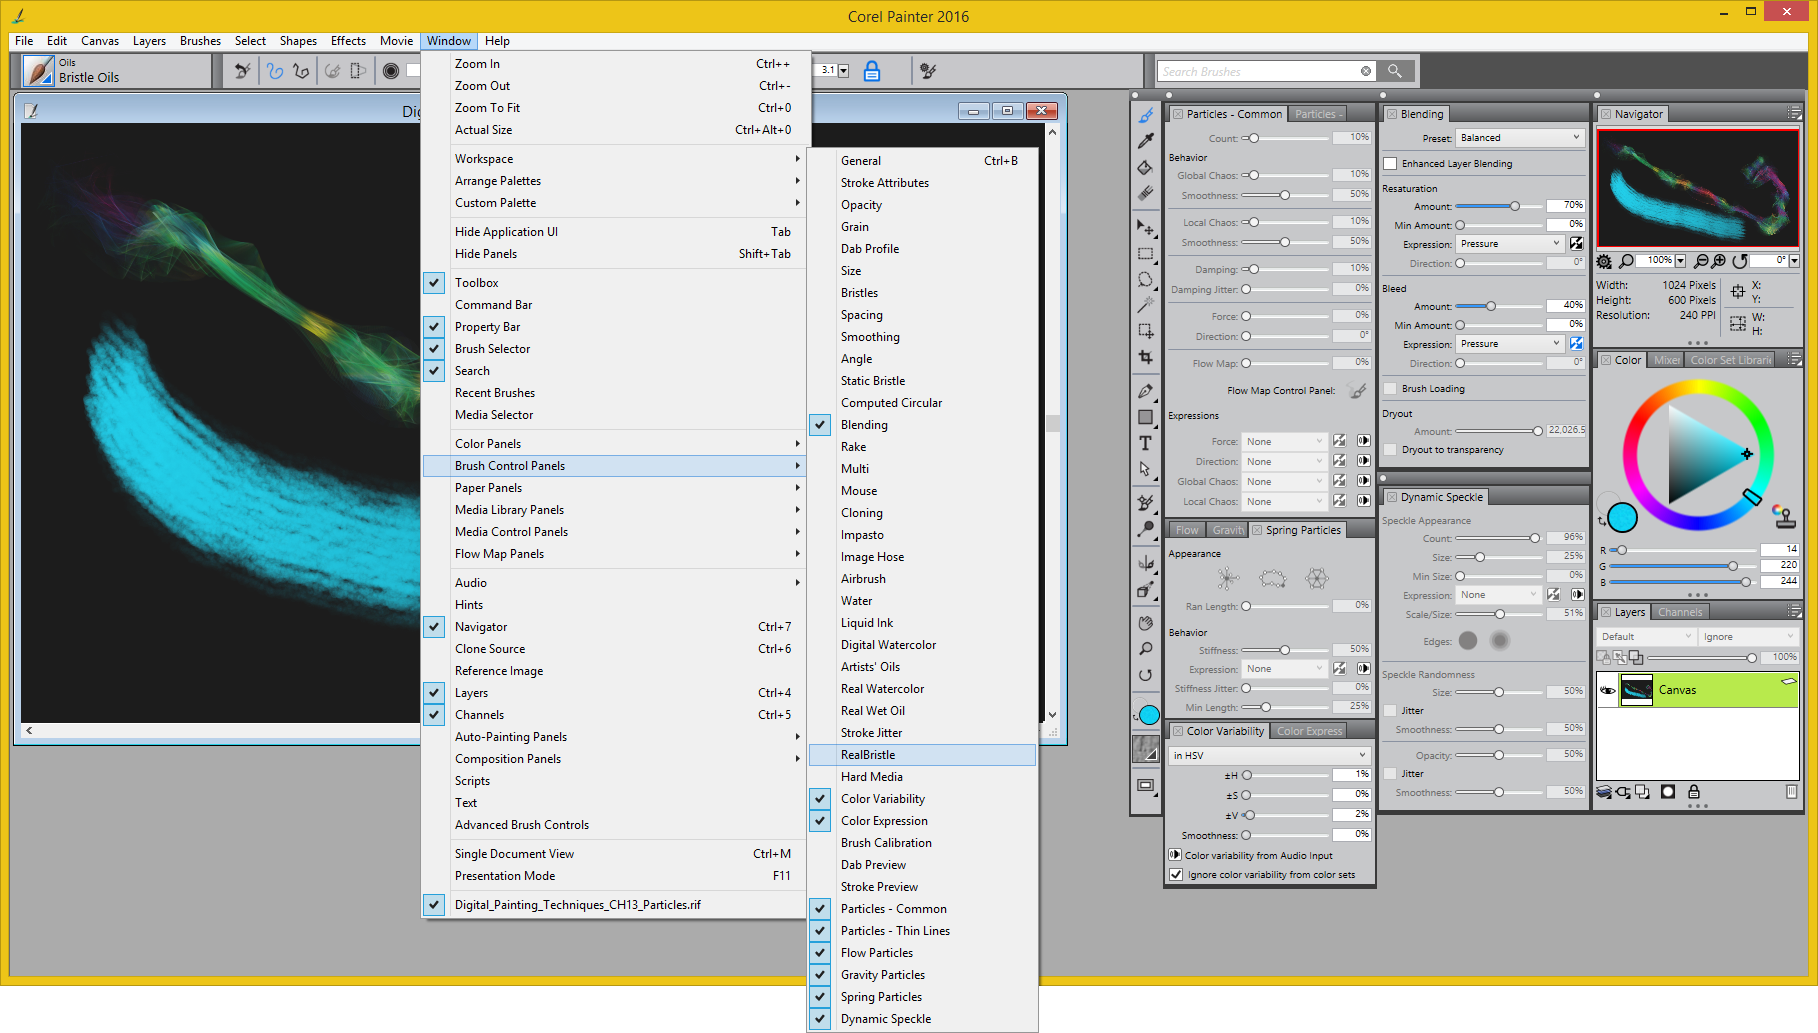 Corel Painter 2016
File Edit Canvas Layers Brushes Select Shapes Effects Movie Window Help
Oils
Bristle Oils
3.1
Search Brushes
Dig
Zoom In Ctrl++
Zoom Out Ctrl+-
Zoom To Fit Ctrl+0
Actual Size Ctrl+Alt+0
Workspace
Arrange Palettes
Custom Palette
Hide Application UI Tab
Hide Panels Shift+Tab
Toolbox
Command Bar
Property Bar
Brush Selector
Search
Recent Brushes
Media Selector
Color Panels
Brush Control Panels
Paper Panels
Media Library Panels
Media Control Panels
Flow Map Panels
Audio
Hints
Navigator Ctrl+7
Clone Source Ctrl+6
Reference Image
Layers Ctrl+4
Channels Ctrl+5
Auto-Painting Panels
Composition Panels
Scripts
Text
Advanced Brush Controls
Single Document View Ctrl+M
Presentation Mode F11
Digital_Painting_Techniques_CH13_Particles.rif
General Ctrl+B
Stroke Attributes
Opacity
Grain
Dab Profile
Size
Bristles
Spacing
Smoothing
Angle
Static Bristle
Computed Circular
Blending
Rake
Multi
Mouse
Cloning
Impasto
Image Hose
Airbrush
Water
Liquid Ink
Digital Watercolor
Artists' Oils
Real Watercolor
Real Wet Oil
Stroke Jitter
RealBristle
Hard Media
Color Variability
Color Expression
Brush Calibration
Dab Preview
Stroke Preview
Particles - Common
Particles - Thin Lines
Flow Particles
Gravity Particles
Spring Particles
Dynamic Speckle
Particles - Common Particles -
Count: 10%
Behavior
Global Chaos: 10%
Smoothness: 50%
Local Chaos: 10%
Smoothness: 50%
Damping: 10%
Damping Jitter: 0%
Force: 0%
Direction: 0°
Flow Map: 0%
Flow Map Control Panel:
Expressions
Force: None
Direction: None
Global Chaos: None
Local Chaos: None
Flow Gravit Spring Particles
Appearance
Ran Length: 0%
Behavior
Stiffness: 50%
Expression: None
Stiffness Jitter: 0%
Min Length: 25%
Color Variability Color Express
in HSV
±H 1%
±S 0%
±V 2%
Smoothness: 0%
Color variability from Audio Input
Ignore color variability from color sets
Blending
Preset: Balanced
Enhanced Layer Blending
Resaturation
Amount: 70%
Min Amount: 0%
Expression: Pressure
Direction: 0°
Bleed
Amount: 40%
Min Amount: 0%
Expression: Pressure
Direction: 0°
Brush Loading
Dryout
Amount: 22,026.5
Dryout to transparency
Dynamic Speckle
Speckle Appearance
Count: 96%
Size: 25%
Min Size: 0%
Expression: None
Scale/Size: 51%
Edges:
Speckle Randomness
Size: 50%
Jitter
Smoothness: 50%
Opacity: 50%
Jitter
Smoothness: 50%
Navigator
100% 0°
Width: 1024 Pixels X:
Height: 600 Pixels Y:
Resolution: 240 PPI W:
H:
Color Mixer Color Set Librari
R 14
G 220
B 244
Layers Channels
Default Ignore
100%
Canvas